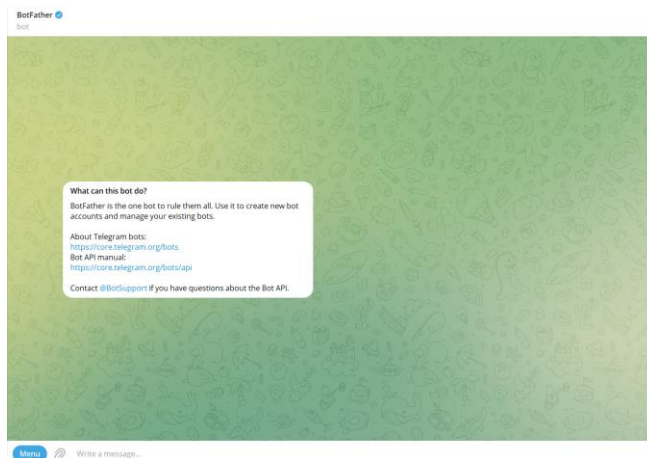 BotFather
bot
What can this bot do?
BotFather is the one bot to rule them all. Use it to create new bot
accounts and manage your existing bots.
About Telegram bots:
https://core.telegram.org/bots
Bot API manual:
https://core.telegram.org/bots/api
Contact @BotSupport if you have questions about the Bot API.
Menu
Write a message...